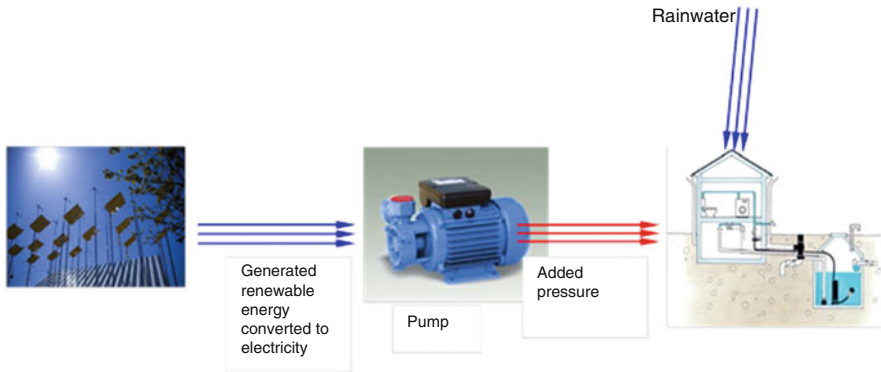 Rainwater
Generated
renewable
energy
converted to
electricity
Pump
Added
pressure